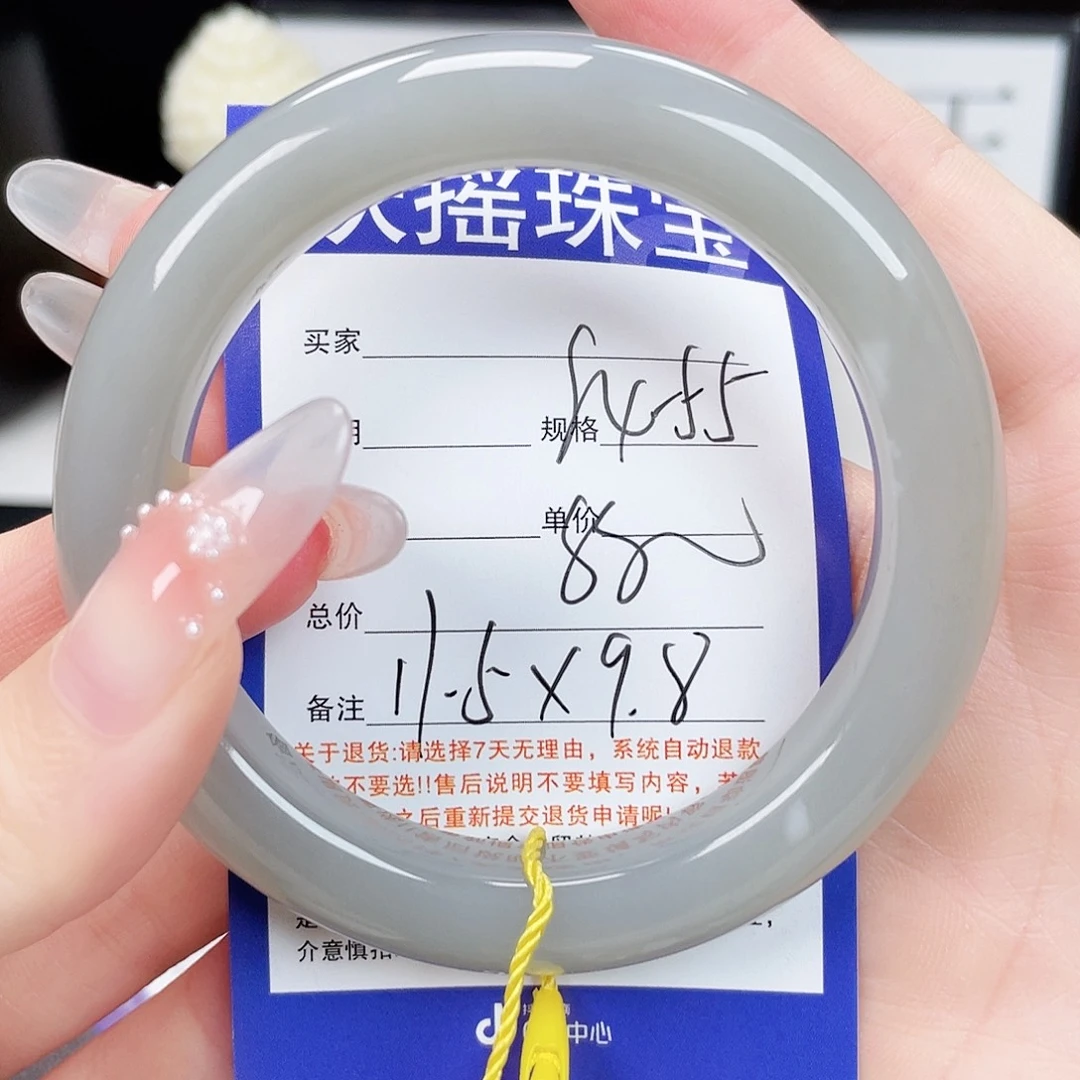 摇珠宝
买家
规格 54.55
单价
总价
备注 11.5×9.8
关于退货:请选择7天无理由，系统自动退款
不要选!!售后说明不要填写内容，
之后重新提交退货申请呢
介意慎拍
中心